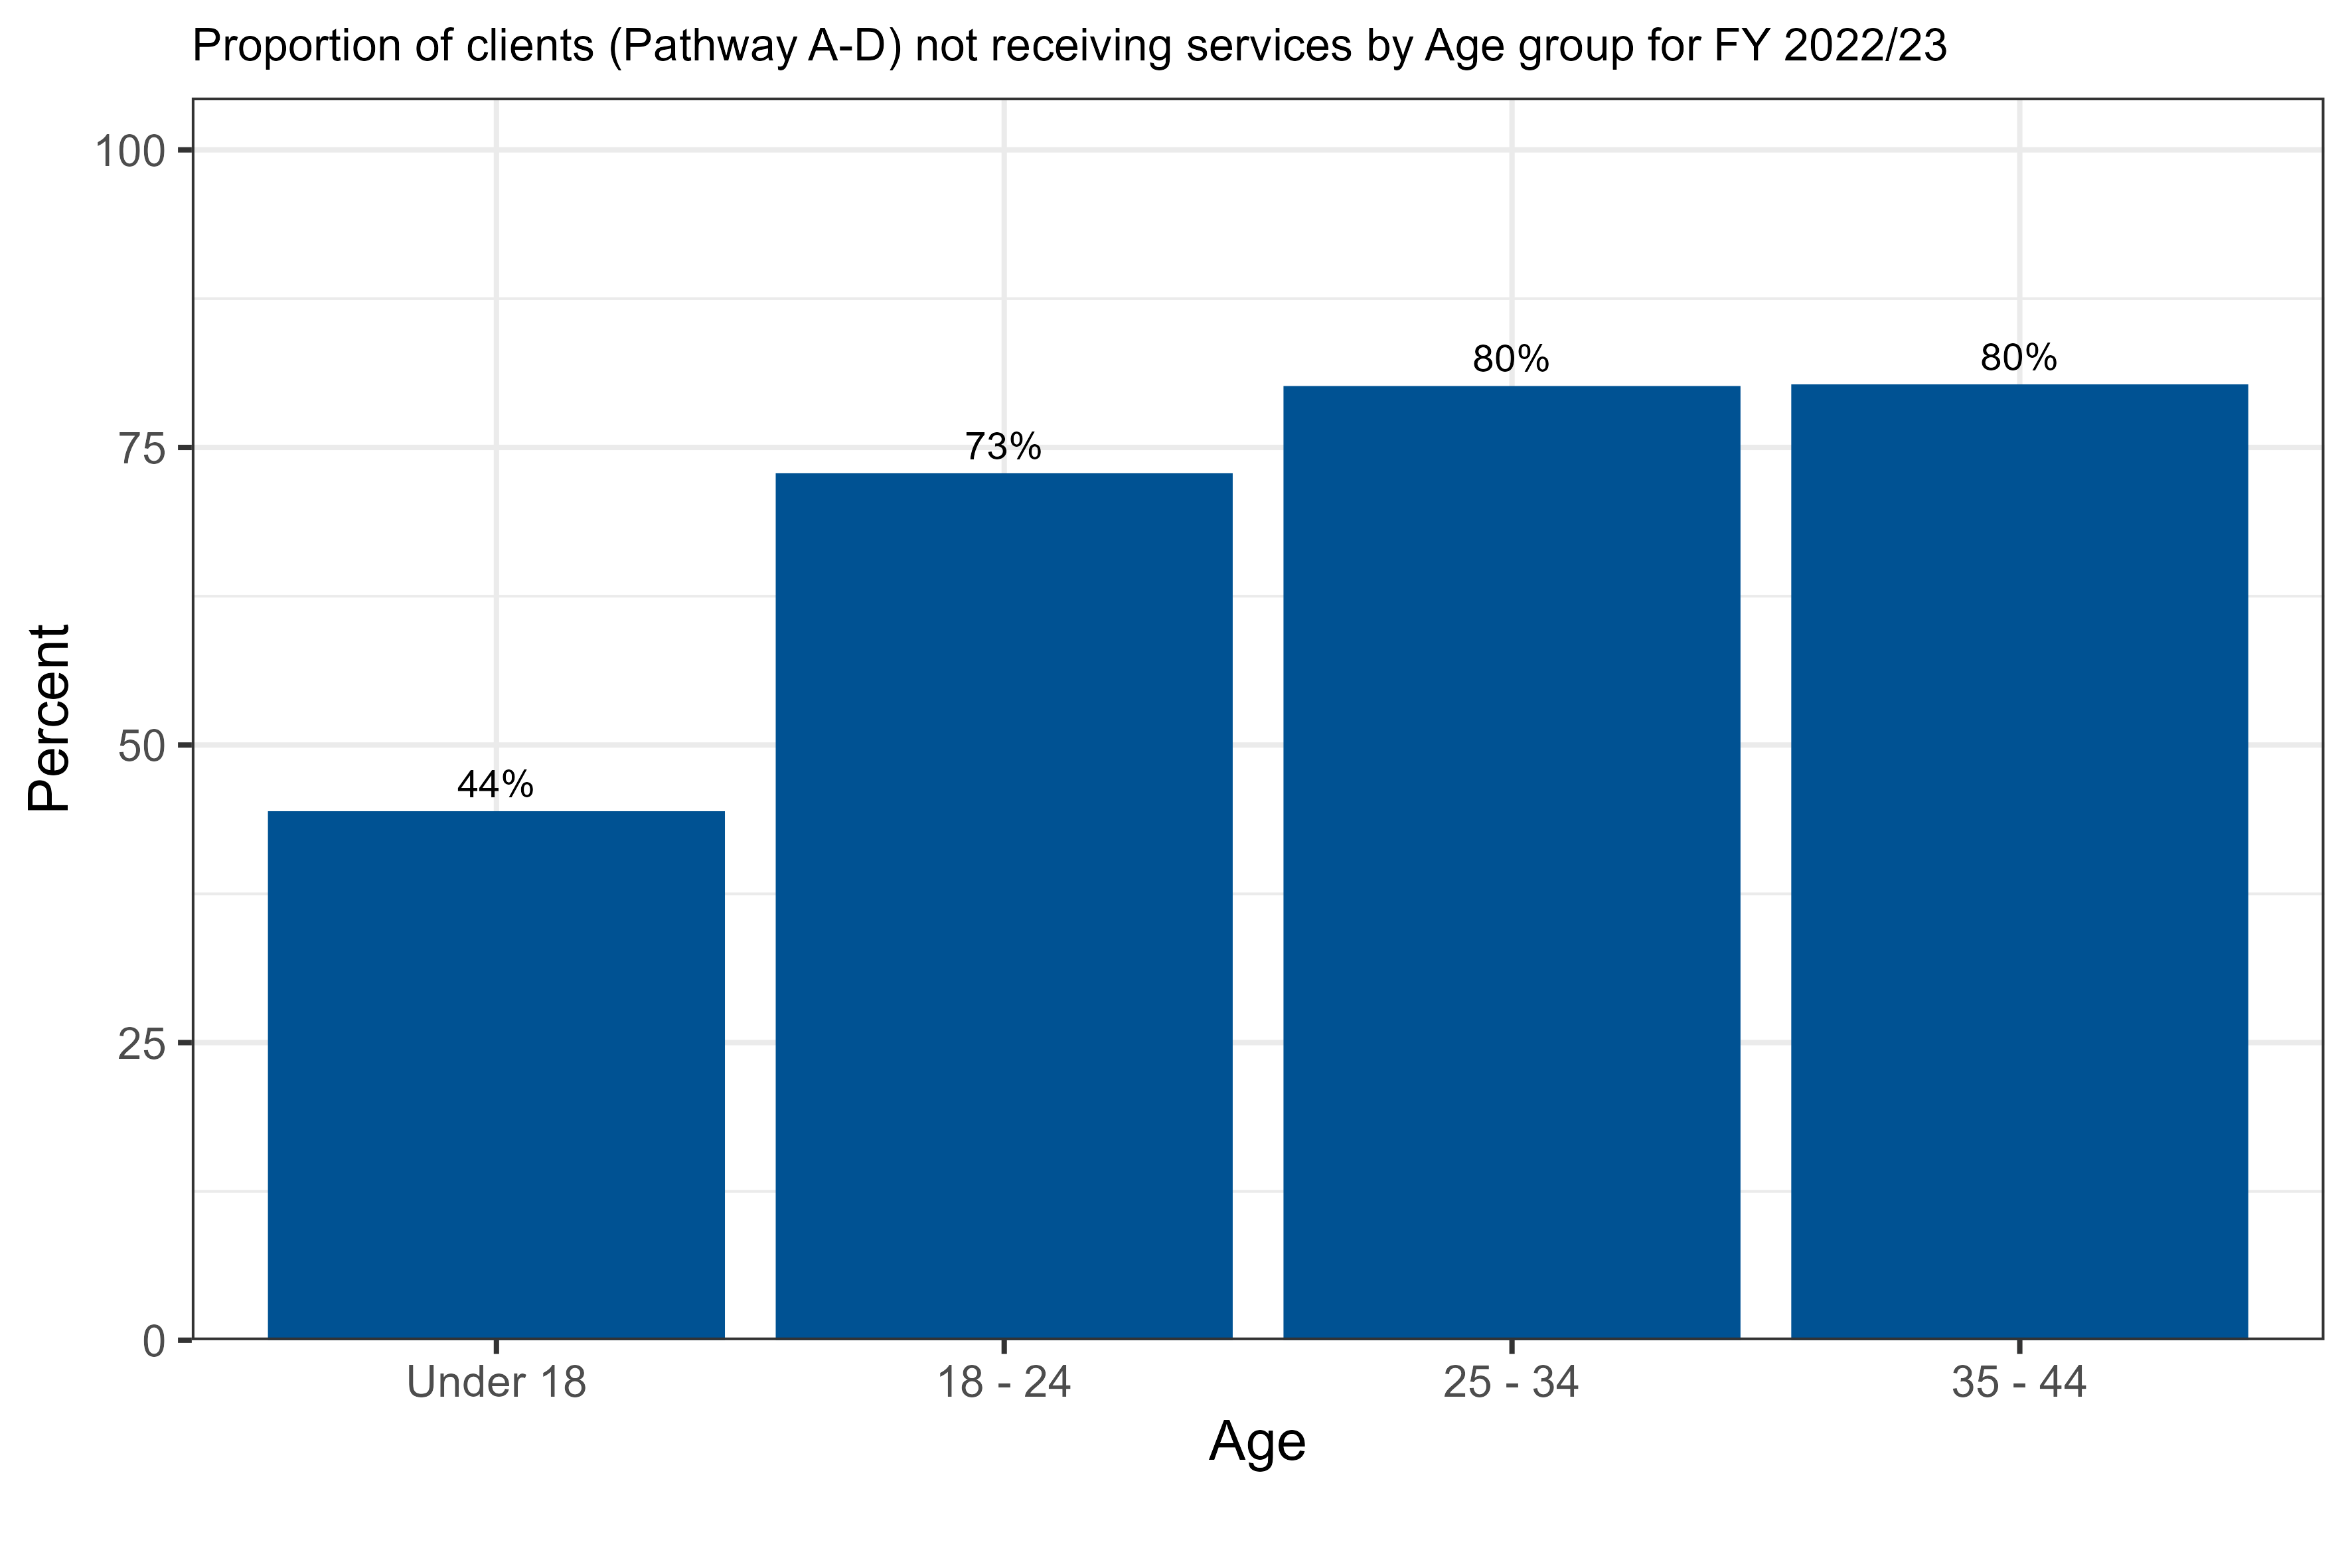 Proportion of clients (Pathway A-D) not receiving services by Age group for FY 2022/23
100
75
50
25
0
Percent
44%
73%
80%
80%
Under 18
18 - 24
25 - 34
35 - 44
Age